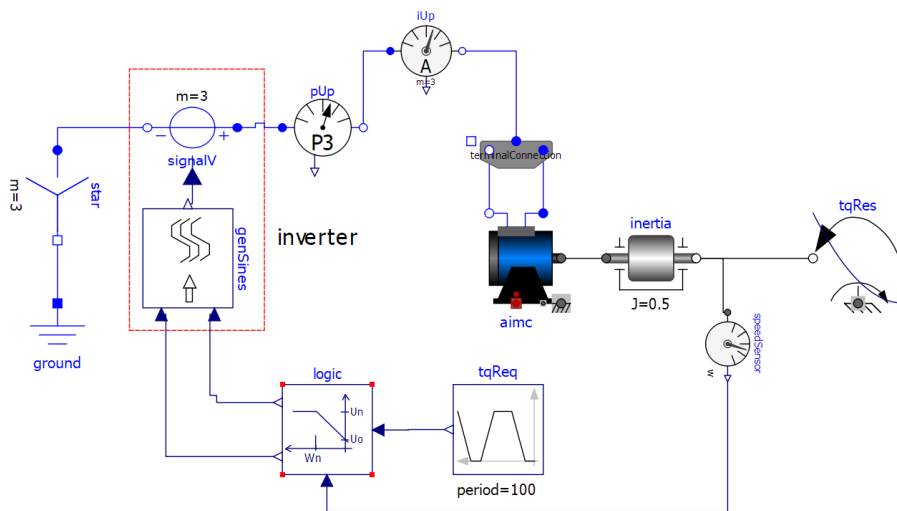 iUp
A
m=3
m=3
pUp
P3
signalV
terminalConnection
m=3
star
genSines
inverter
inertia
tqRes
J=0.5
aimc
speedSensor
w
ground
logic
Un
Uo
Wn
tqReq
period=100